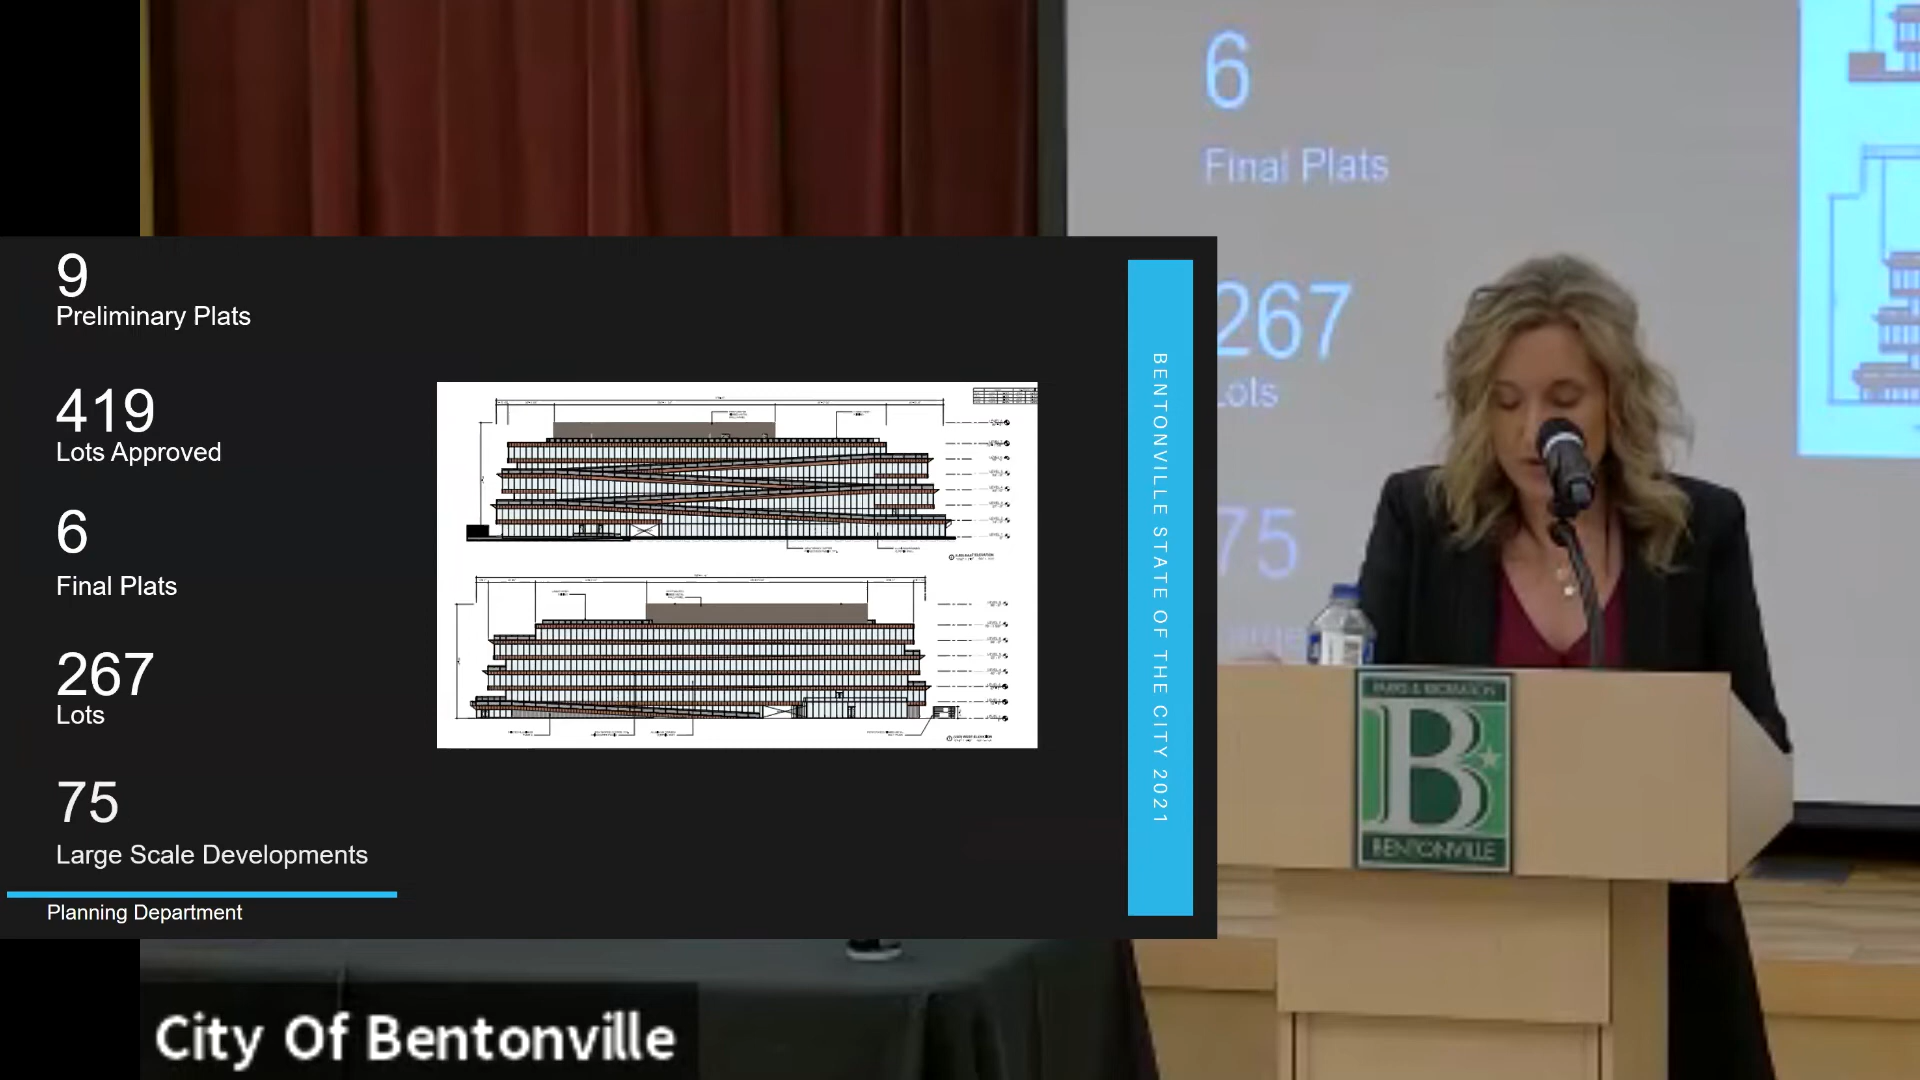 9
Preliminary Plats
419
Lots Approved
6
Final Plats
267
Lots
75
Large Scale Developments
Planning Department
BENTONVILLE STATE OF THE CITY 2021
6
Final Plats
267
Lots
75
PARKS & RECREATION
B
BENTONVILLE
City Of Bentonville